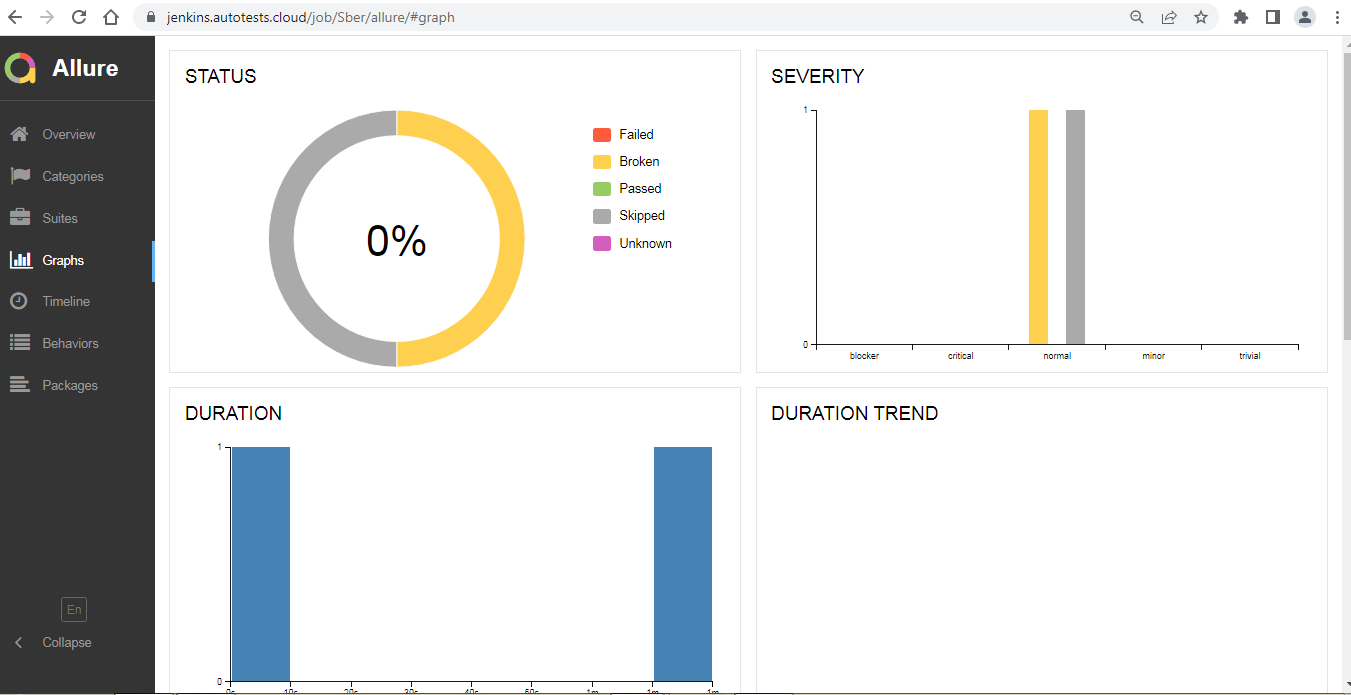 jenkins.autotests.cloud/job/Sber/allure/#graph
Allure
Overview
Categories
Suites
Graphs
Timeline
Behaviors
Packages
En
Collapse
STATUS
0%
Failed
Broken
Passed
Skipped
Unknown
SEVERITY
1
0
blocker critical normal minor trivial
DURATION
1
0
0s 10s 20s 30s 40s 50s 1m 1m 1m
DURATION TREND